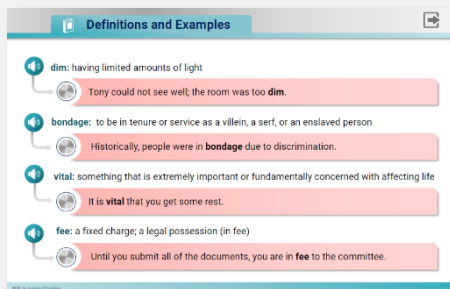 Definitions and Examples
dim: having limited amounts of light
Tony could not see well; the room was too dim.
bondage: to be in tenure or service as a villein, a serf, or an enslaved person
Historically, people were in bondage due to discrimination.
vital: something that is extremely important or fundamentally concerned with affecting life
It is vital that you get some rest.
fee: a fixed charge; a legal possession (in fee)
Until you submit all of the documents, you are in fee to the committee.